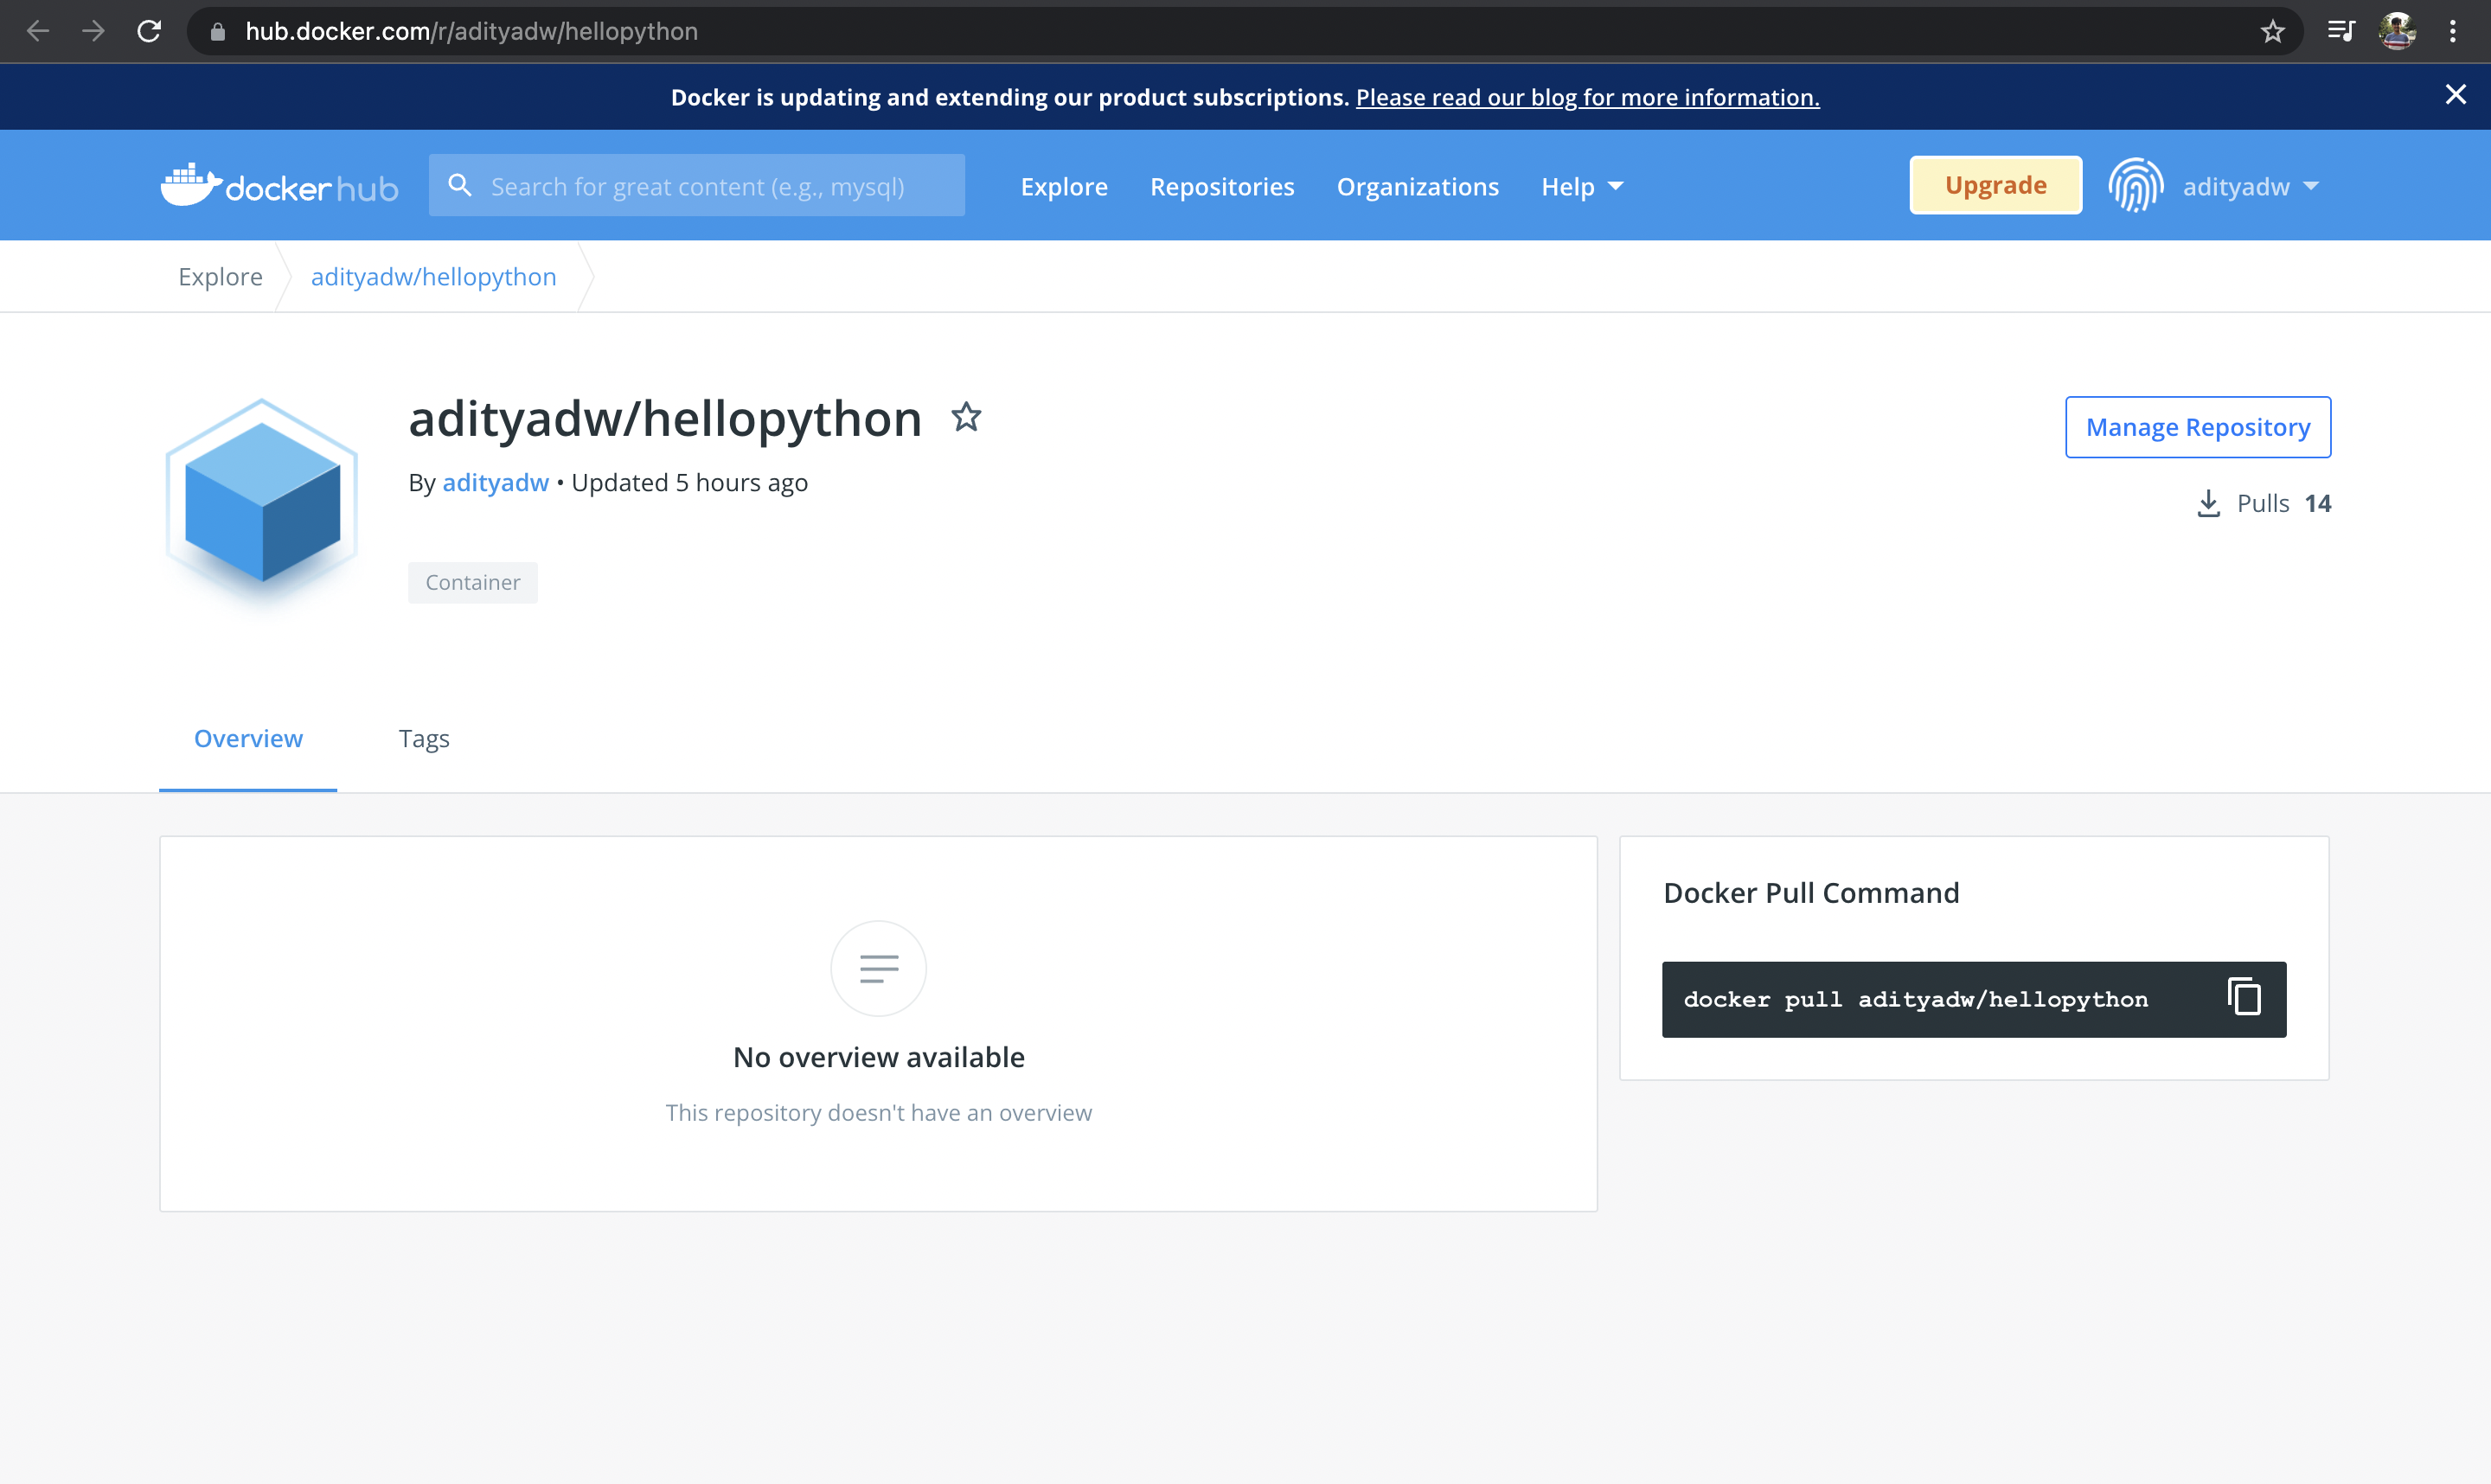 hub.docker.com/r/adityadw/hellopython
Docker is updating and extending our product subscriptions. Please read our blog for more information.
dockerhub
Search for great content (e.g., mysql)
Explore
Repositories
Organizations
Help
Upgrade
adityadw
Explore
adityadw/hellopython
adityadw/hellopython
Manage Repository
By adityadw • Updated 5 hours ago
Pulls 14
Container
Overview
Tags
Docker Pull Command
docker pull adityadw/hellopython
No overview available
This repository doesn't have an overview